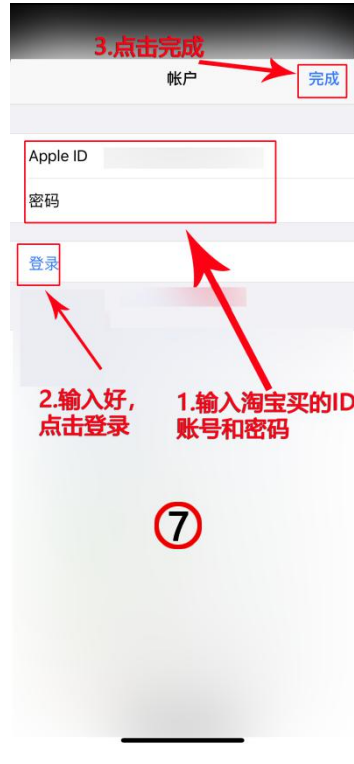 3.点击完成
帐户
完成
Apple ID
密码
登录
2.输入好，
点击登录
1.输入淘宝买的ID
账号和密码
⑦